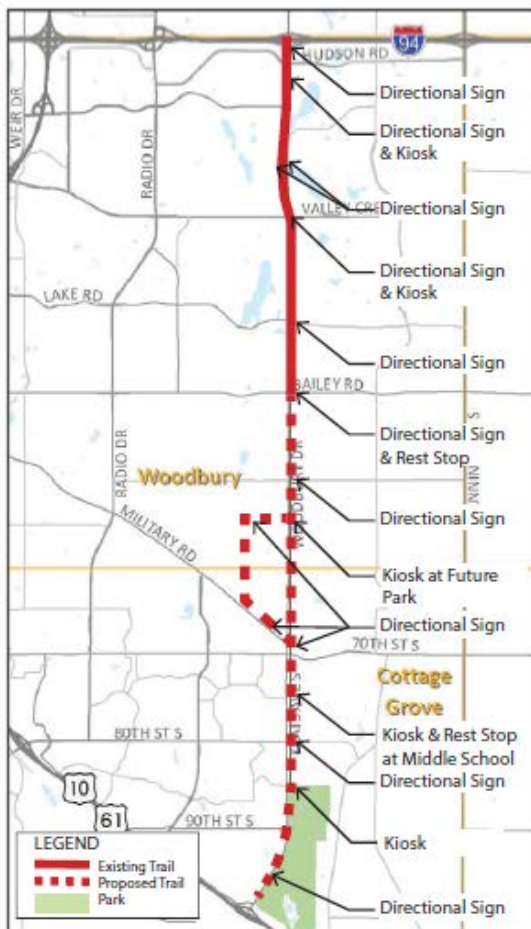 94
HUDSON RD
Directional Sign
Directional Sign
& Kiosk
WEIR DR
RADIO DR
VALLEY CRE
Directional Sign
Directional Sign
& Kiosk
LAKE RD
Directional Sign
BAILEY RD
Directional Sign
& Rest Stop
RADIO DR
Woodbury
WOODBURY DR
Directional Sign
MILITARY RD
Kiosk at Future
Park
Directional Sign
70TH ST S
Cottage
Grove
Kiosk & Rest Stop
at Middle School
80TH ST S
Directional Sign
10
61
90TH ST S
Kiosk
LEGEND
Existing Trail
Proposed Trail
Park
Directional Sign